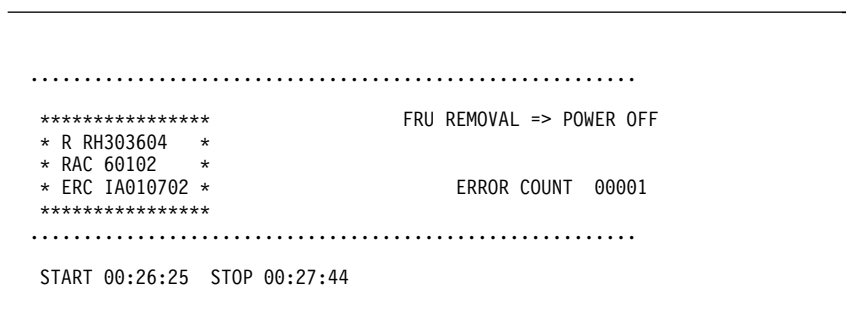 .........................................................
****************     FRU REMOVAL => POWER OFF
* R RH303604   *
* RAC 60102    *
* ERC IA010702 *     ERROR COUNT  00001
****************
.........................................................
START 00:26:25  STOP 00:27:44